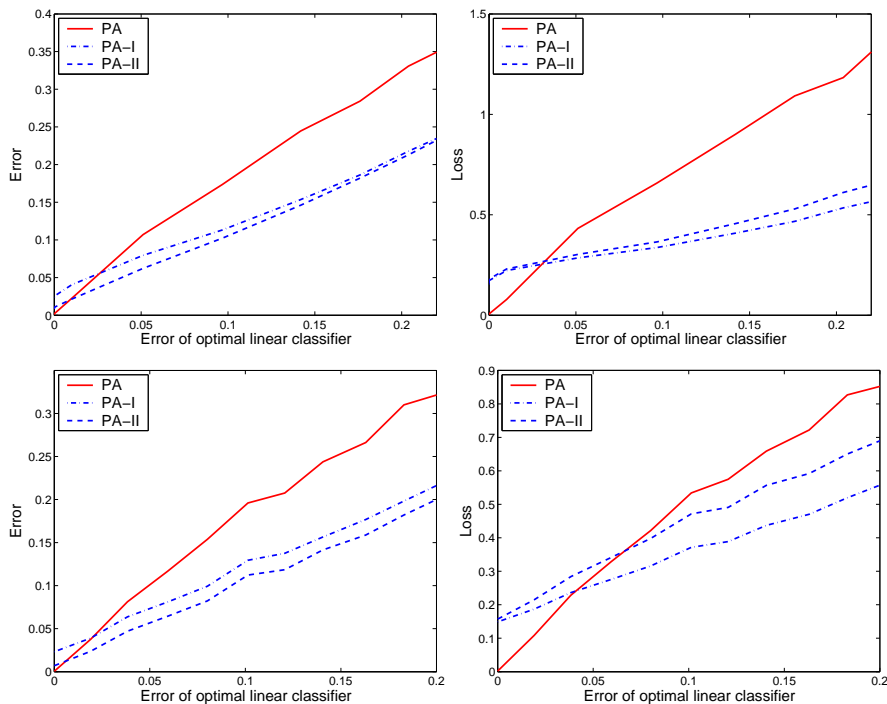 0.4
0.35
0.3
0.25
0.2
0.15
0.1
0.05
0
Error
PA
PA−I
PA−II
0 0.05 0.1 0.15 0.2
Error of optimal linear classifier
1.5
1
0.5
0
Loss
PA
PA−I
PA−II
0 0.05 0.1 0.15 0.2
Error of optimal linear classifier
0.3
0.25
0.2
0.15
0.1
0.05
0
Error
PA
PA−I
PA−II
0 0.05 0.1 0.15 0.2
Error of optimal linear classifier
0.9
0.8
0.7
0.6
0.5
0.4
0.3
0.2
0.1
0
Loss
PA
PA−I
PA−II
0 0.05 0.1 0.15 0.2
Error of optimal linear classifier